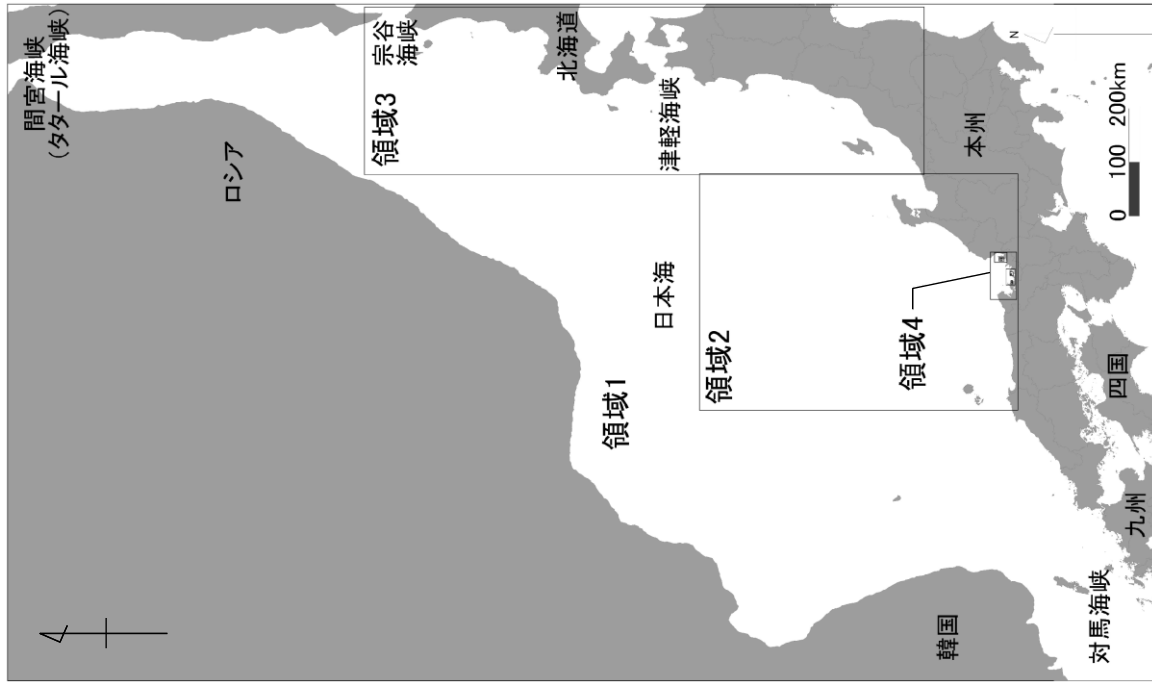 間宮海峡
（タタール海峡）
ロシア
宗谷
海峡
領域3
北海道
津軽海峡
日本海
領域1
領域2
領域4
本州
N
0 100 200km
四国
九州
韓国
対馬海峡